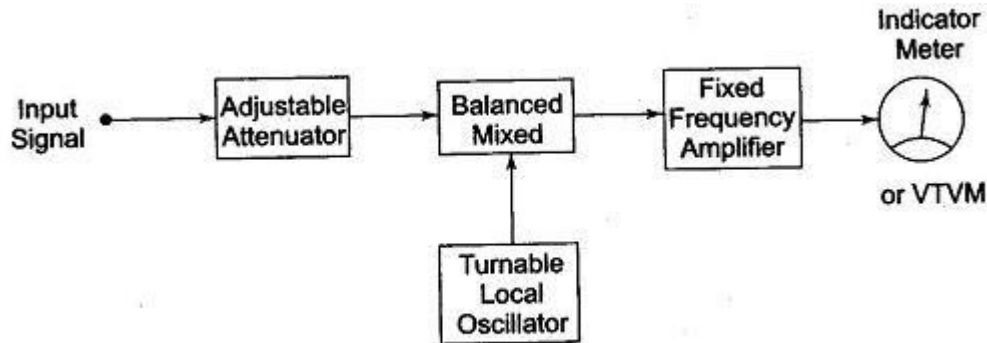 Input
Signal
Adjustable
Attenuator
Balanced
Mixed
Turnable
Local
Oscillator
Fixed
Frequency
Amplifier
Indicator
Meter
or VTVM